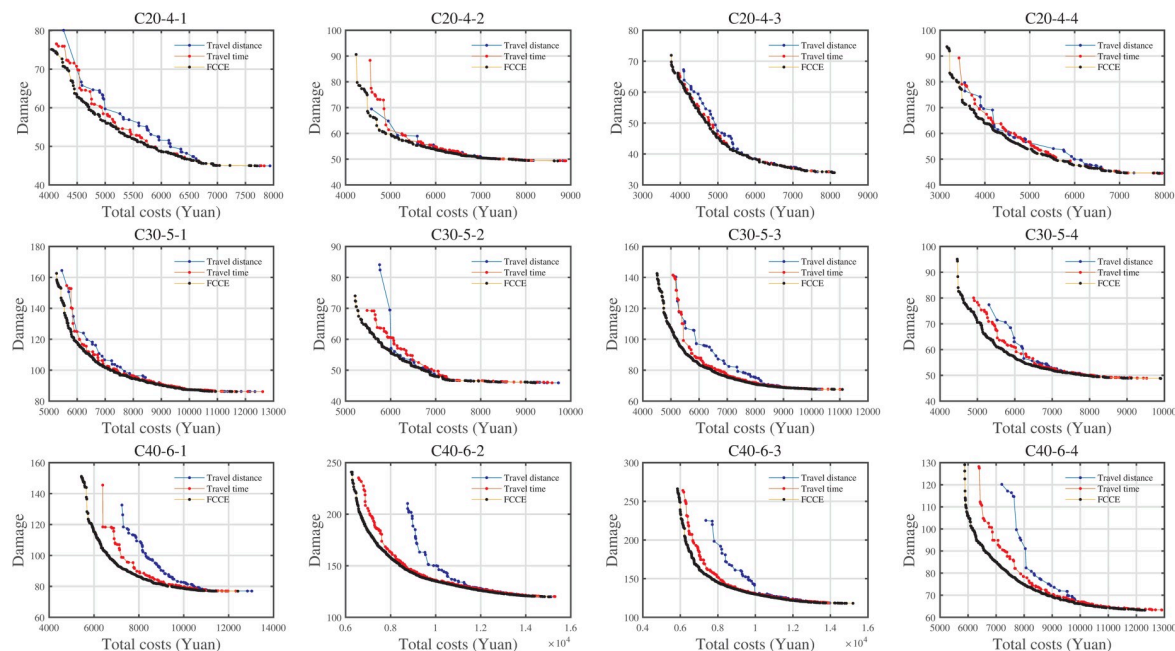 C20-4-1
80
70
60
50
40
4000 4500 5000 5500 6000 6500 7000 7500 8000
Damage
Total costs (Yuan)
Travel distance
Travel time
FCCE
C20-4-2
100
90
80
70
60
50
40
4000 5000 6000 7000 8000 9000
Damage
Total costs (Yuan)
Travel distance
Travel time
FCCE
C20-4-3
80
70
60
50
40
30
3000 4000 5000 6000 7000 8000 9000
Damage
Total costs (Yuan)
Travel distance
Travel time
FCCE
C20-4-4
100
90
80
70
60
50
40
3000 4000 5000 6000 7000 8000
Damage
Total costs (Yuan)
Travel distance
Travel time
FCCE
C30-5-1
180
160
140
120
100
80
5000 6000 7000 8000 9000 10000 11000 12000 13000
Damage
Total costs (Yuan)
Travel distance
Travel time
FCCE
C30-5-2
90
80
70
60
50
40
5000 6000 7000 8000 9000 10000
Damage
Total costs (Yuan)
Travel distance
Travel time
FCCE
C30-5-3
160
140
120
100
80
60
4000 5000 6000 7000 8000 9000 10000 11000 12000
Damage
Total costs (Yuan)
Travel distance
Travel time
FCCE
C30-5-4
100
90
80
70
60
50
40
4000 5000 6000 7000 8000 9000 10000
Damage
Total costs (Yuan)
Travel distance
Travel time
FCCE
C40-6-1
160
140
120
100
80
60
4000 6000 8000 10000 12000 14000
Damage
Total costs (Yuan)
Travel distance
Travel time
FCCE
C40-6-2
250
200
150
100
0.6 0.8 1 1.2 1.4 1.6
×10⁴
Damage
Total costs (Yuan)
Travel distance
Travel time
FCCE
C40-6-3
300
250
200
150
100
0.4 0.6 0.8 1 1.2 1.4 1.6
×10⁴
Damage
Total costs (Yuan)
Travel distance
Travel time
FCCE
C40-6-4
130
120
110
100
90
80
70
60
5000 6000 7000 8000 9000 10000 11000 12000 13000
Damage
Total costs (Yuan)
Travel distance
Travel time
FCCE